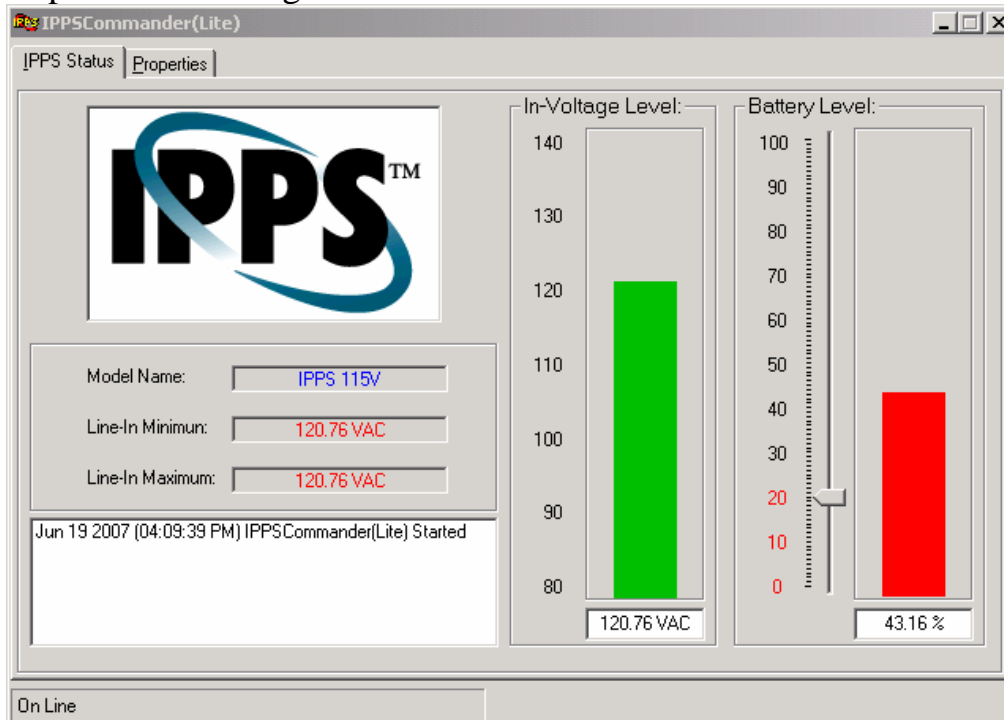 IPPSCommander(Lite)
IPPS Status
Properties
IPPS™
Model Name: IPPS 115V
Line-In Minimun: 120.76 VAC
Line-In Maximum: 120.76 VAC
Jun 19 2007 (04:09:39 PM) IPPSCommander(Lite) Started
In-Voltage Level:
140
130
120
110
100
90
80
120.76 VAC
Battery Level:
100
90
80
70
60
50
40
30
20
10
0
43.16 %
On Line